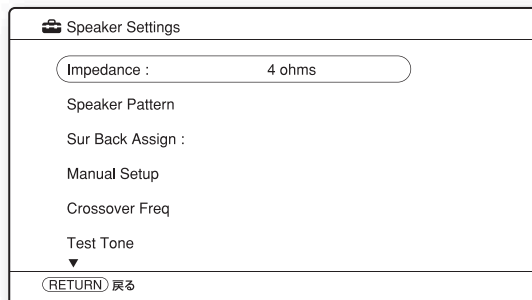 Speaker Settings
Impedance : 4 ohms
Speaker Pattern
Sur Back Assign :
Manual Setup
Crossover Freq
Test Tone
▼
RETURN 戻る